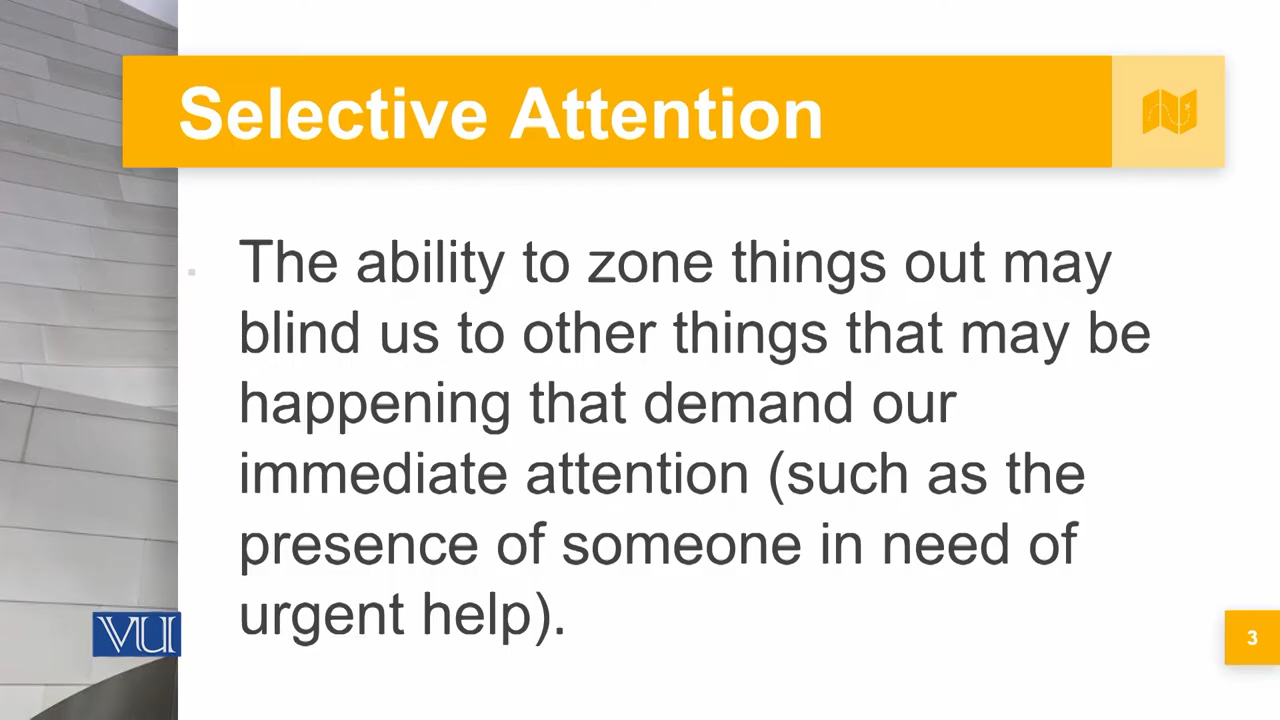 Selective Attention
The ability to zone things out may
blind us to other things that may be
happening that demand our
immediate attention (such as the
presence of someone in need of
urgent help).
VU
3